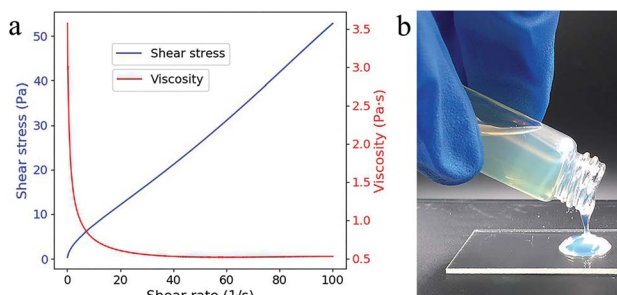 a
b
Shear stress
Viscosity
Shear stress (Pa)
0
10
20
30
40
50
Viscosity (Pa·s)
0.5
1.0
1.5
2.0
2.5
3.0
3.5
0
20
40
60
80
100
Shear rate (1/s)